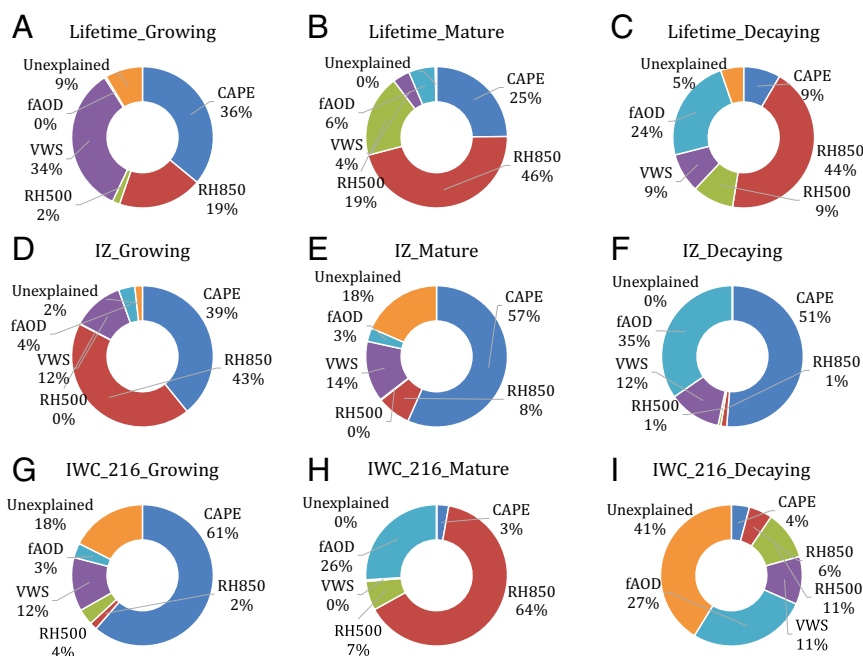 A
Lifetime_Growing
Unexplained
9%
CAPE
36%
fAOD
0%
VWS
34%
RH500
2%
RH850
19%
B
Lifetime_Mature
Unexplained
0%
CAPE
25%
fAOD
6%
VWS
4%
RH500
19%
RH850
46%
C
Lifetime_Decaying
Unexplained
5%
CAPE
9%
fAOD
24%
VWS
9%
RH850
44%
RH500
9%
D
IZ_Growing
Unexplained
2%
CAPE
39%
fAOD
4%
VWS
12%
RH850
43%
RH500
0%
E
IZ_Mature
Unexplained
18%
CAPE
57%
fAOD
3%
VWS
14%
RH850
8%
RH500
0%
F
IZ_Decaying
Unexplained
0%
CAPE
51%
fAOD
35%
VWS
12%
RH850
1%
RH500
1%
G
IWC_216_Growing
Unexplained
18%
CAPE
61%
fAOD
3%
VWS
12%
RH850
2%
RH500
4%
H
IWC_216_Mature
Unexplained
0%
CAPE
3%
fAOD
26%
VWS
0%
RH850
64%
RH500
7%
I
IWC_216_Decaying
Unexplained
41%
CAPE
4%
RH850
6%
fAOD
27%
RH500
11%
VWS
11%